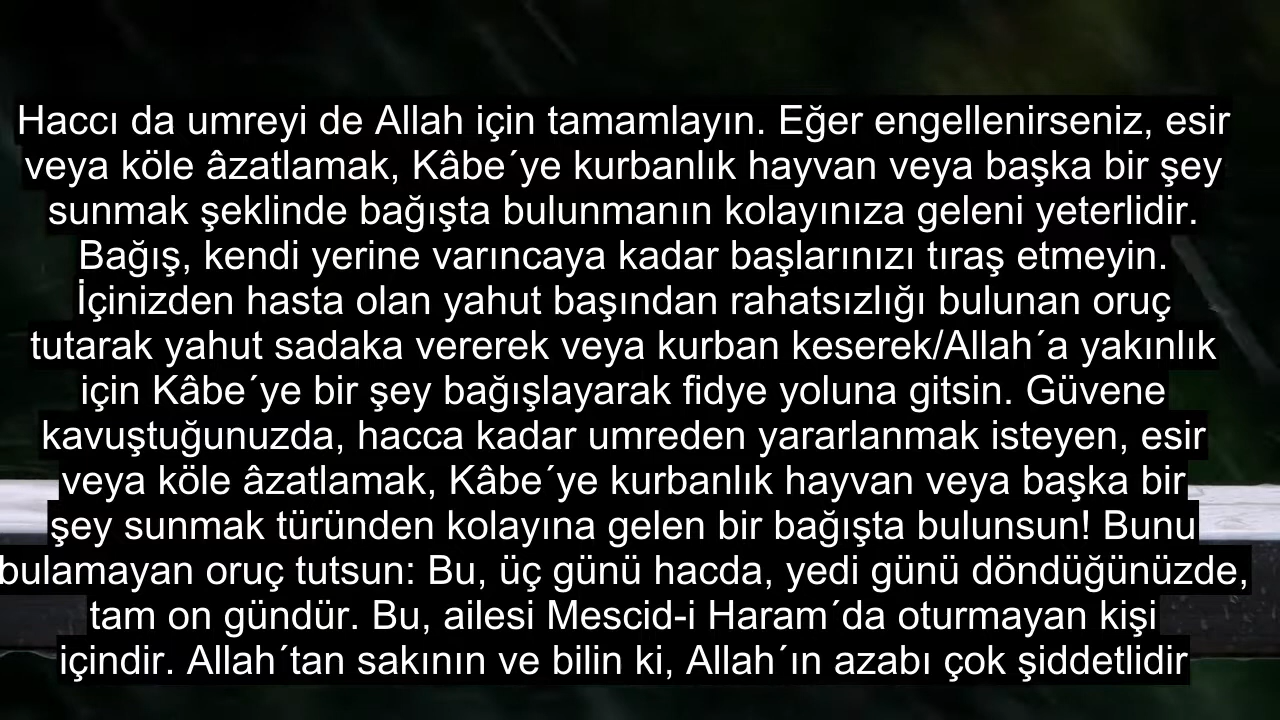 Haccı da umreyi de Allah için tamamlayın. Eğer engellenirseniz, esir
veya köle âzatlamak, Kâbe´ye kurbanlık hayvan veya başka bir şey
sunmak şeklinde bağışta bulunmanın kolayınıza geleni yeterlidir.
Bağış, kendi yerine varıncaya kadar başlarınızı tıraş etmeyin.
İçinizden hasta olan yahut başından rahatsızlığı bulunan oruç
tutarak yahut sadaka vererek veya kurban keserek/Allah´a yakınlık
için Kâbe´ye bir şey bağışlayarak fidye yoluna gitsin. Güvene
kavuştuğunuzda, hacca kadar umreden yararlanmak isteyen, esir
veya köle âzatlamak, Kâbe´ye kurbanlık hayvan veya başka bir
şey sunmak türünden kolayına gelen bir bağışta bulunsun! Bunu
bulamayan oruç tutsun: Bu, üç günü hacda, yedi günü döndüğünüzde,
tam on gündür. Bu, ailesi Mescid-i Haram´da oturmayan kişi
içindir. Allah´tan sakının ve bilin ki, Allah´ın azabı çok şiddetlidir